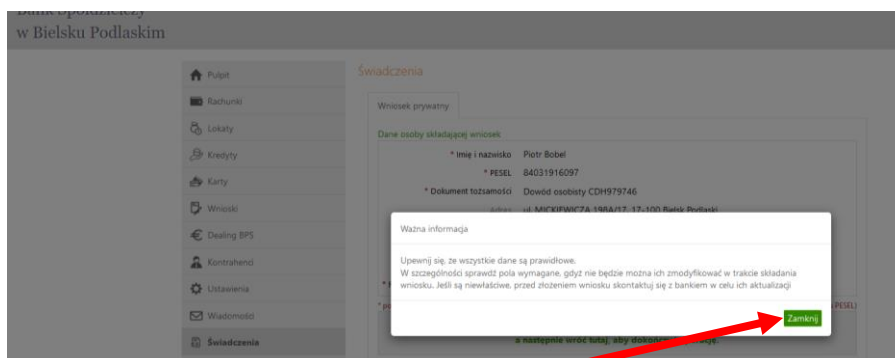 Bank Spółdzielczy
w Bielsku Podlaskim
Pulpit
Rachunki
Lokaty
Kredyty
Karty
Wnioski
Dealing BPS
Kontrahenci
Ustawienia
Wiadomości
Świadczenia
Świadczenia
Wniosek prywatny
Dane osoby składającej wniosek
* Imię i nazwisko Piotr Bobel
* PESEL 84031916097
* Dokument tożsamości Dowód osobisty CDH979746
Adres ul. MICKIEWICZA 198A/17, 17-100 Bielsk Podlaski
Ważna informacja
Upewnij się, że wszystkie dane są prawidłowe.
W szczególności sprawdź pola wymagane, gdyż nie będzie można ich zmodyfikować w trakcie składania
wniosku. Jeśli są niewłaściwe, przed złożeniem wniosku skontaktuj się z bankiem w celu ich aktualizacji
PESEL)
Zamknij
a następnie wróć tutaj, aby